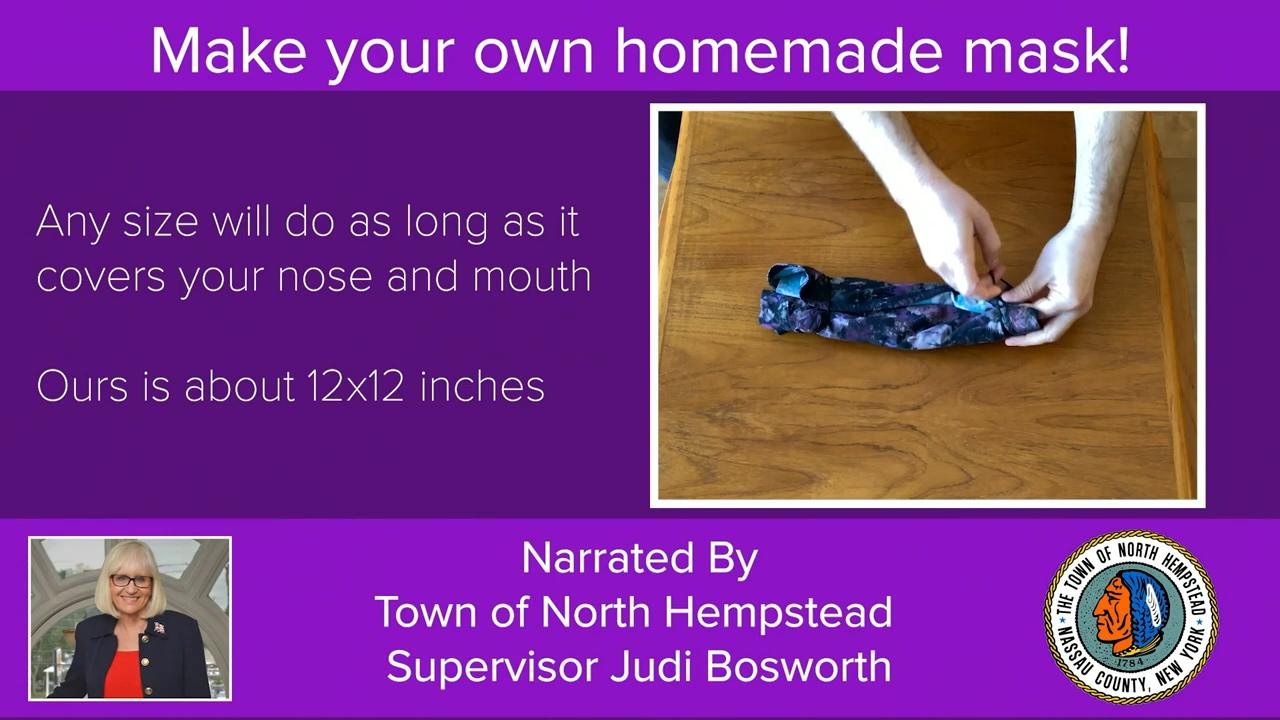 Make your own homemade mask!
Any size will do as long as it
covers your nose and mouth
Ours is about 12x12 inches
Narrated By
Town of North Hempstead
Supervisor Judi Bosworth
THE TOWN OF NORTH HEMPSTEAD
NASSAU COUNTY, NEW YORK
1784